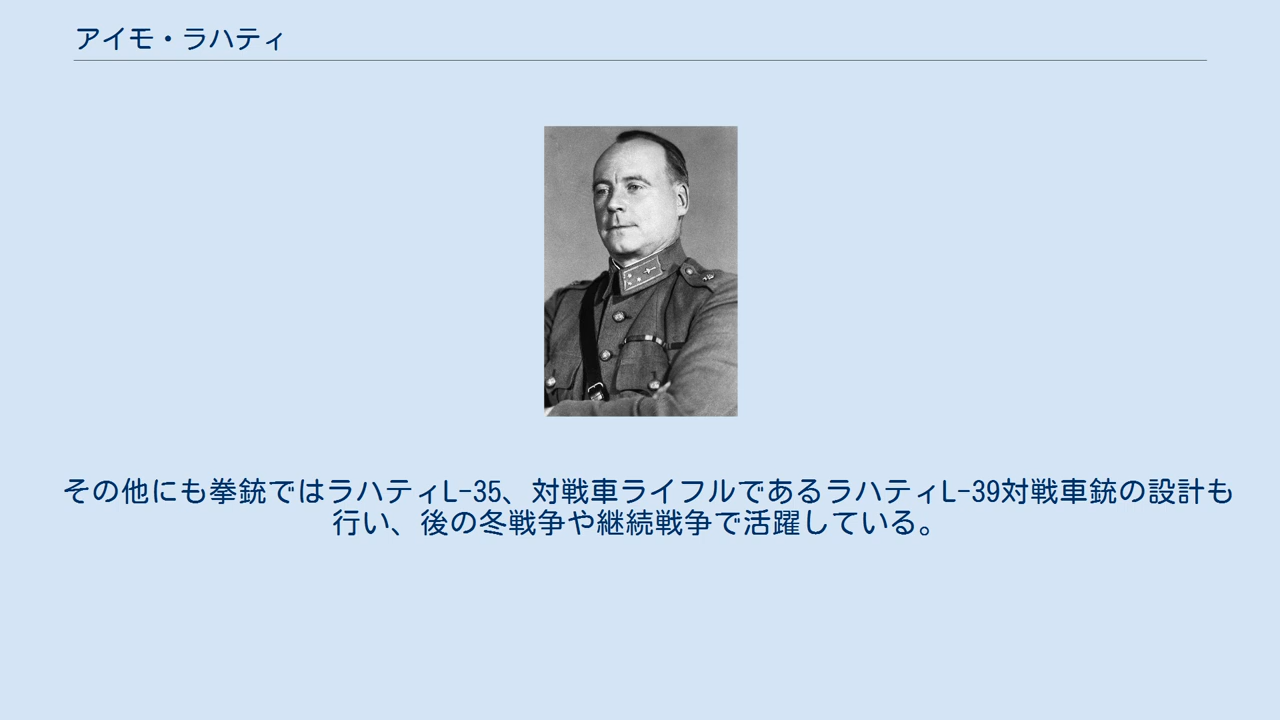 アイモ・ラハティ
その他にも拳銃ではラハティL-35、対戦車ライフルであるラハティL-39対戦車銃の設計も
行い、後の冬戦争や継続戦争で活躍している。